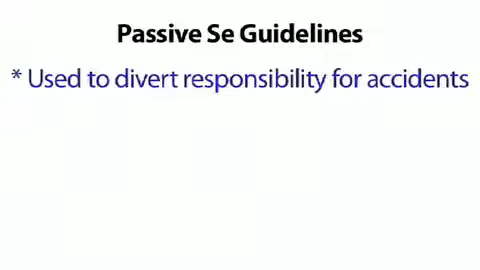 Passive Se Guidelines
* Used to divert responsibility for accidents